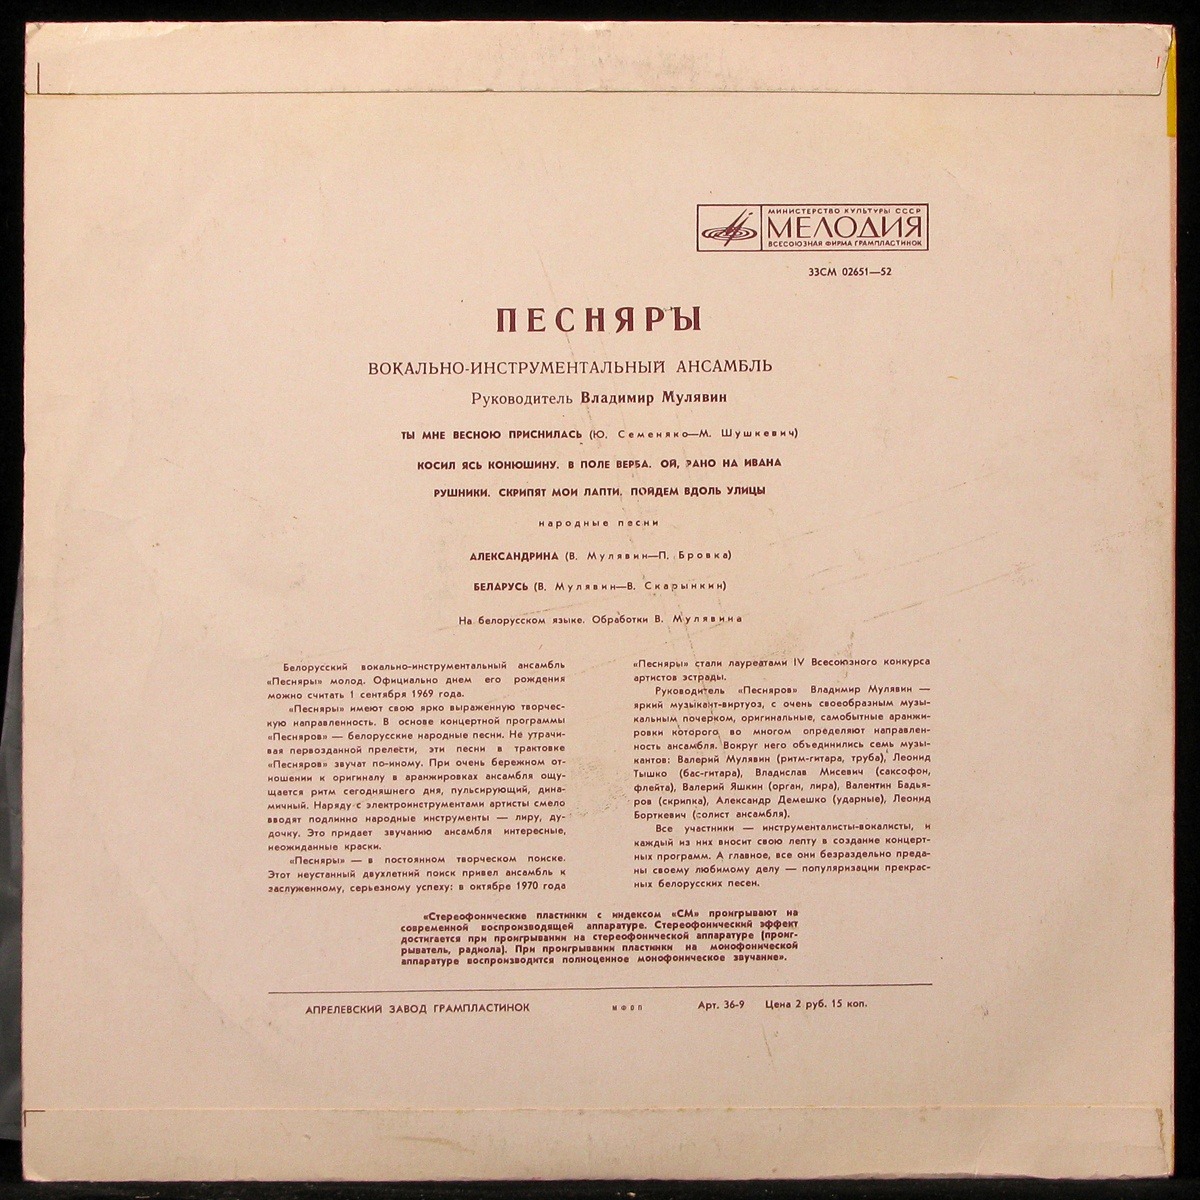 МИНИСТЕРСТВО КУЛЬТУРЫ СССР
МЕЛОДИЯ
ВСЕСОЮЗНАЯ ФИРМА ГРАМПЛАСТИНОК
33СМ 02651—52
ПЕСНЯРЫ
ВОКАЛЬНО-ИНСТРУМЕНТАЛЬНЫЙ АНСАМБЛЬ
Руководитель Владимир Мулявин
ТЫ МНЕ ВЕСНОЮ ПРИСНИЛАСЬ (Ю. Семеняко—М. Шушкевич)
КОСИЛ ЯСЬ КОНЮШИНУ. В ПОЛЕ ВЕРБА. ОЙ, РАНО НА ИВАНА
РУШНИКИ. СКРИПЯТ МОИ ЛАПТИ. ПОЙДЕМ ВДОЛЬ УЛИЦЫ
народные песни
АЛЕКСАНДРИНА (В. Мулявин—П. Бровка)
БЕЛАРУСЬ (В. Мулявин—В. Скарынкин)
На белорусском языке. Обработки В. Мулявина
Белорусский вокально-инструментальный ансамбль
«Песняры» молод. Официально днем его рождения
можно считать 1 сентября 1969 года.
«Песняры» имеют свою ярко выраженную творчес-
кую направленность. В основе концертной программы
«Песняров» — белорусские народные песни. Не утрачи-
вая первозданной прелести, эти песни в трактовке
«Песняров» звучат по-иному. При очень бережном от-
ношении к оригиналу в аранжировках ансамбля ощу-
щается ритм сегодняшнего дня, пульсирующий, дина-
мичный. Наряду с электроинструментами артисты смело
вводят подлинно народные инструменты — лиру, ду-
дочку. Это придает звучанию ансамбля интересные,
неожиданные краски.
«Песняры» — в постоянном творческом поиске.
Этот неустанный двухлетний поиск привел ансамбль к
заслуженному, серьезному успеху: в октябре 1970 года
«Песняры» стали лауреатами IV Всесоюзного конкурса
артистов эстрады.
Руководитель «Песняров» Владимир Мулявин —
яркий музыкант-виртуоз, с очень своеобразным музы-
кальным почерком, оригинальные, самобытные аранжи-
ровки которого во многом определяют направлен-
ность ансамбля. Вокруг него объединились семь музы-
кантов: Валерий Мулявин (ритм-гитара, труба), Леонид
Тышко (бас-гитара), Владислав Мисевич (саксофон,
флейта), Валерий Яшкин (орган, лира), Валентин Бадья-
ров (скрипка), Александр Демешко (ударные), Леонид
Борткевич (солист ансамбля).
Все участники — инструменталисты-вокалисты, и
каждый из них вносит свою лепту в создание концерт-
ных программ. А главное, все они безраздельно преда-
ны своему любимому делу — популяризации прекрас-
ных белорусских песен.
«Стереофонические пластинки с индексом «СМ» проигрывают на
современной воспроизводящей аппаратуре. Стереофонический эффект
достигается при проигрывании на стереофонической аппаратуре (проиг-
рыватель, радиола). При проигрывании пластинки на монофонической
аппаратуре воспроизводится полноценное монофоническое звучание».
АПРЕЛЕВСКИЙ ЗАВОД ГРАМПЛАСТИНОК
Арт. 36-9 Цена 2 руб. 15 коп.